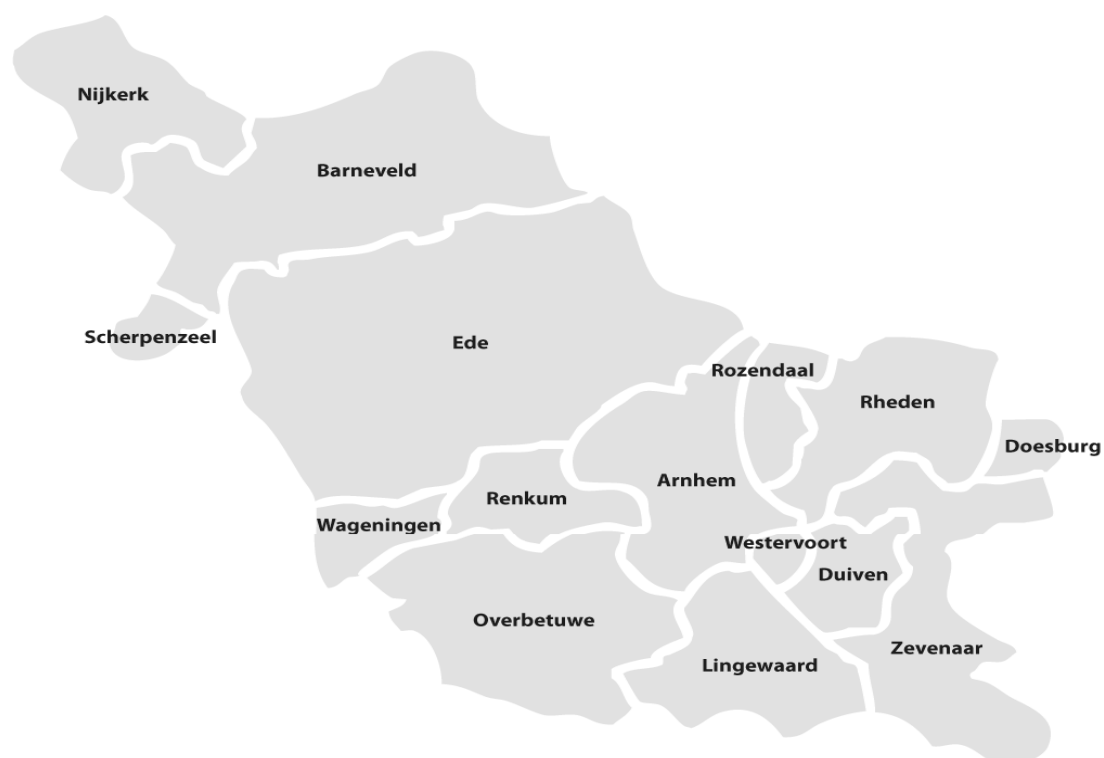 Nijkerk
Barneveld
Scherpenzeel
Ede
Rozendaal
Rheden
Doesburg
Arnhem
Renkum
Wageningen
Westervoort
Duiven
Overbetuwe
Zevenaar
Lingewaard